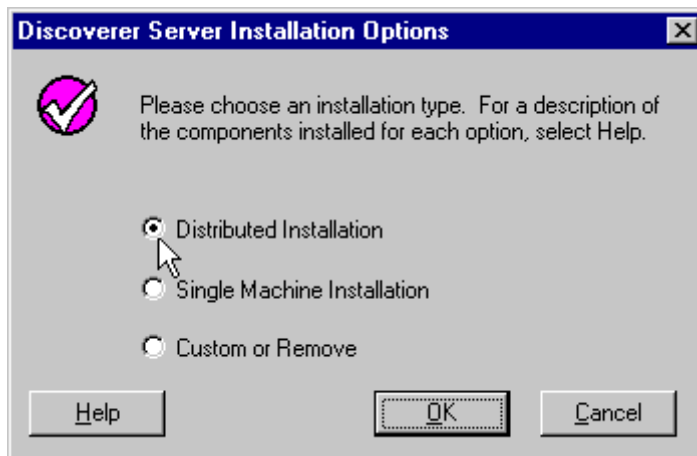 Discoverer Server Installation Options
Please choose an installation type. For a description of
the components installed for each option, select Help.
Distributed Installation
Single Machine Installation
Custom or Remove
Help OK Cancel